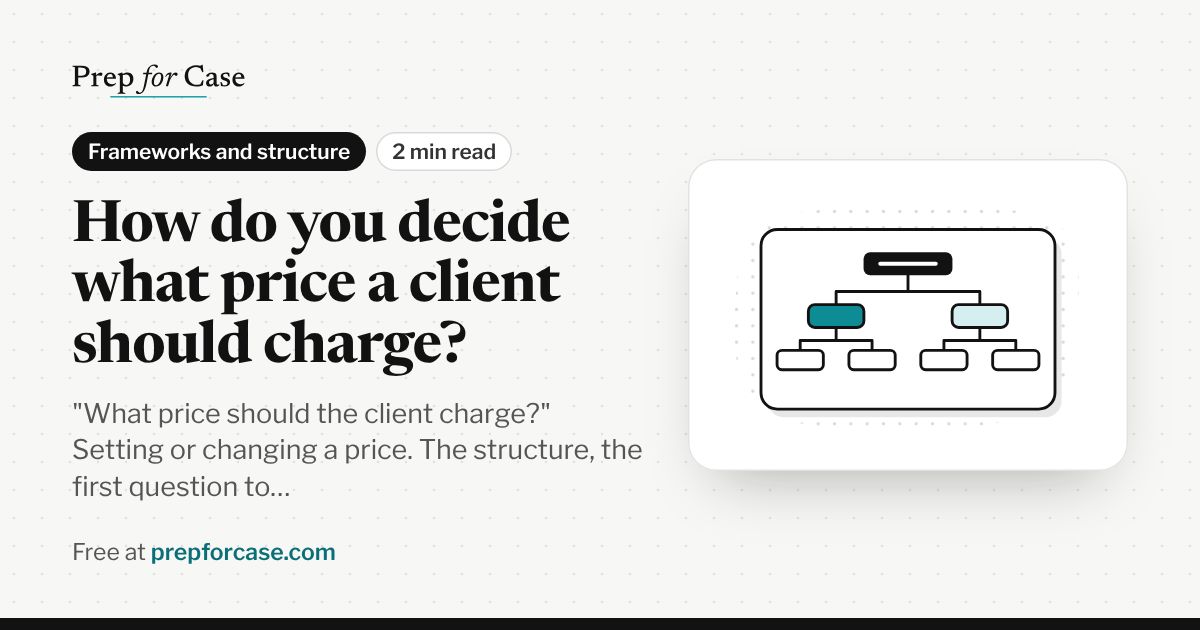 Prep for Case
Frameworks and structure
2 min read
How do you decide
what price a client
should charge?
"What price should the client charge?"
Setting or changing a price. The structure, the
first question to...
Free at prepforcase.com